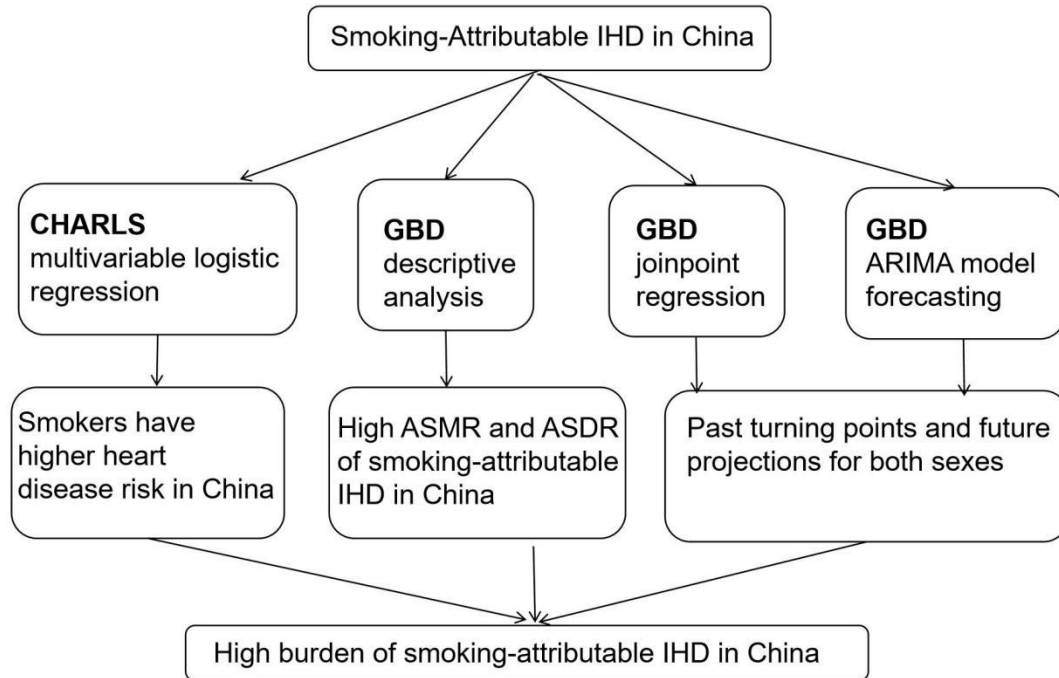 Smoking-Attributable IHD in China
CHARLS
multivariable logistic
regression
GBD
descriptive
analysis
GBD
joinpoint
regression
GBD
ARIMA model
forecasting
Smokers have
higher heart
disease risk in China
High ASMR and ASDR
of smoking-attributable
IHD in China
Past turning points and future
projections for both sexes
High burden of smoking-attributable IHD in China